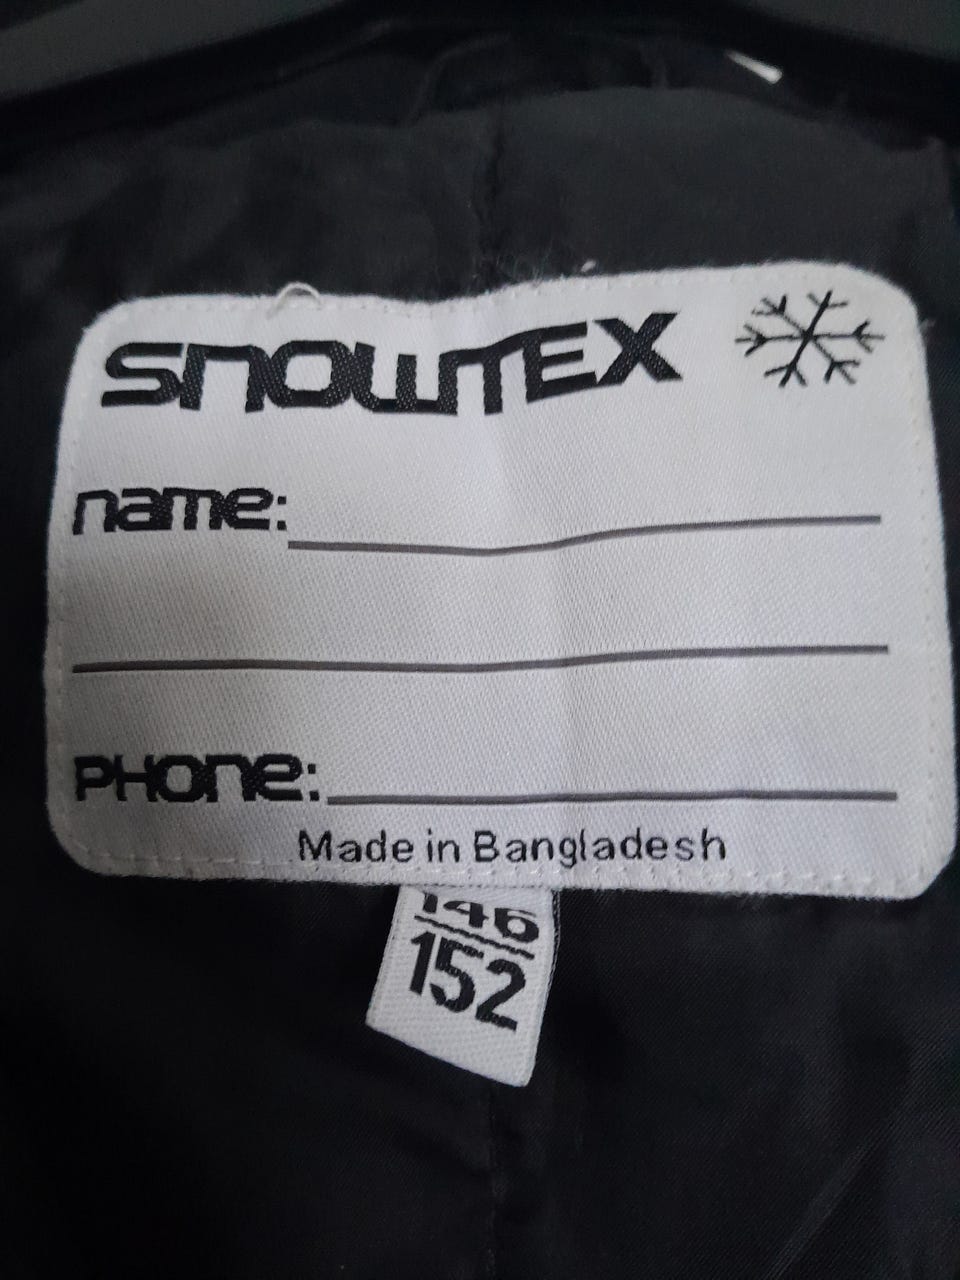 SNOWTEX
name:
PHONE:
Made in Bangladesh
146
152